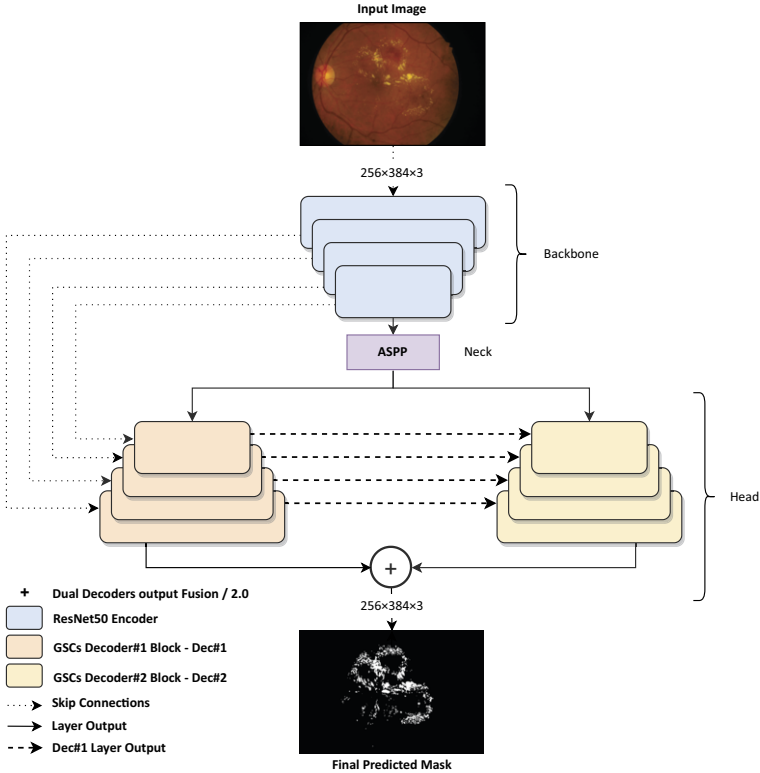 Input Image
256×384×3
Backbone
ASPP
Neck
Head
+
256×384×3
+ Dual Decoders output Fusion / 2.0
ResNet50 Encoder
GSCs Decoder#1 Block - Dec#1
GSCs Decoder#2 Block - Dec#2
Skip Connections
Layer Output
Dec#1 Layer Output
Final Predicted Mask